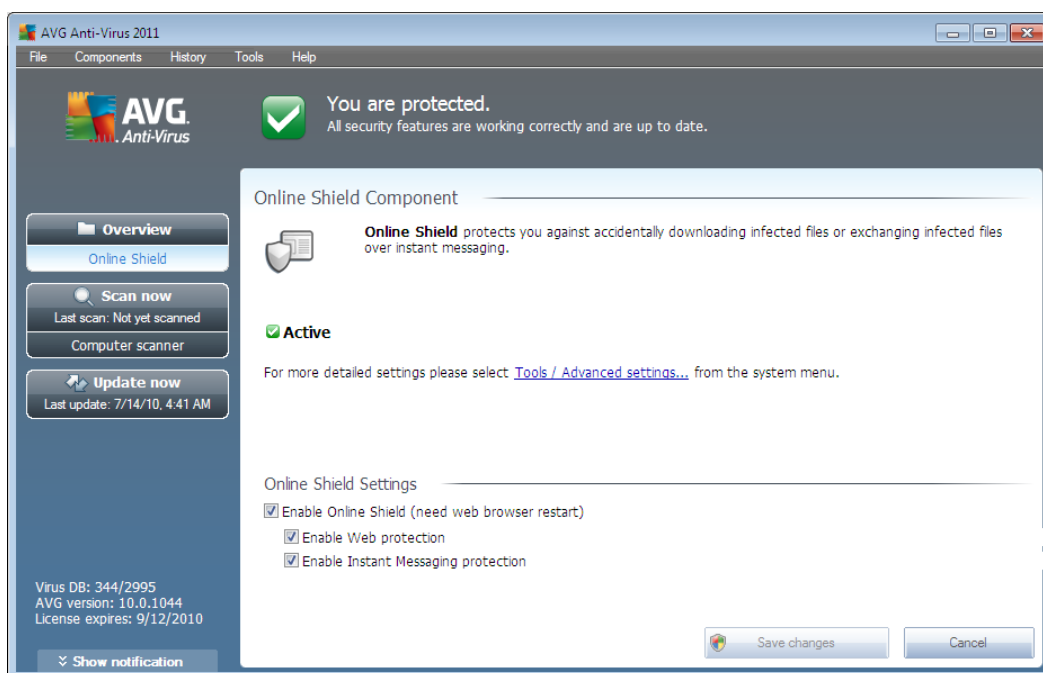 AVG Anti-Virus 2011
File Components History Tools Help
AVG.
Anti-Virus
You are protected.
All security features are working correctly and are up to date.
Online Shield Component
Overview
Online Shield
Online Shield protects you against accidentally downloading infected files or exchanging infected files
over instant messaging.
Scan now
Last scan: Not yet scanned
Computer scanner
Active
Update now
Last update: 7/14/10, 4:41 AM
For more detailed settings please select Tools / Advanced settings... from the system menu.
Online Shield Settings
Enable Online Shield (need web browser restart)
Enable Web protection
Enable Instant Messaging protection
Virus DB: 344/2995
AVG version: 10.0.1044
License expires: 9/12/2010
Show notification
Save changes
Cancel